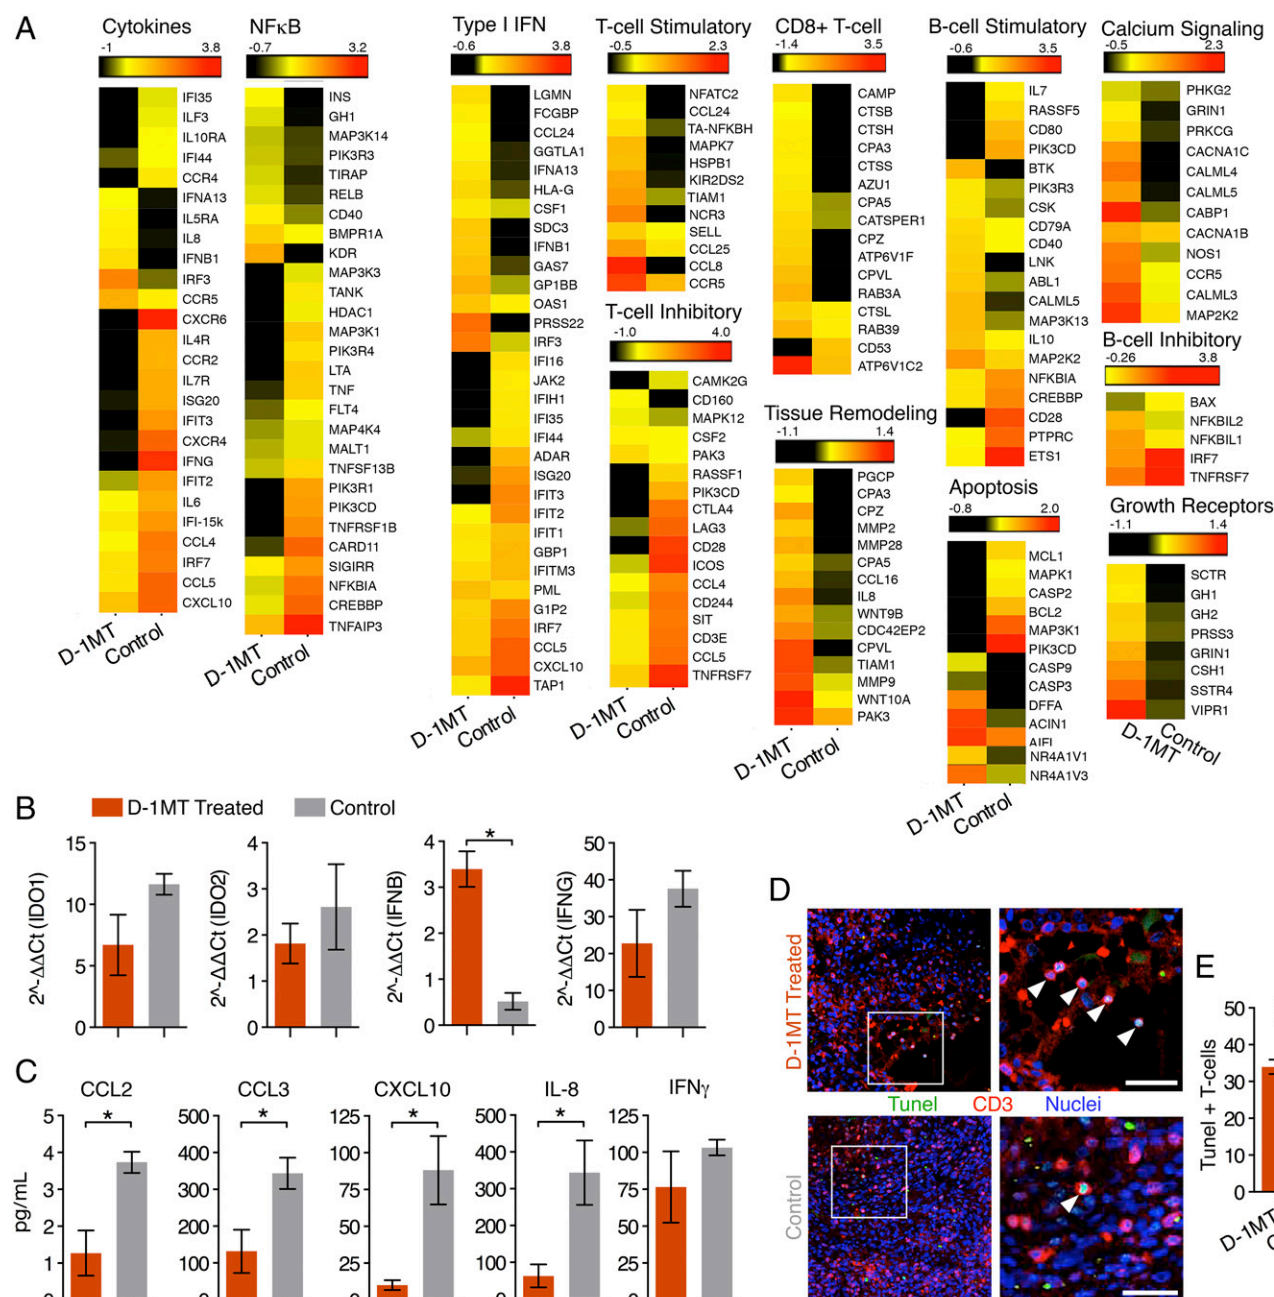 A
Cytokines
-1 3.8
IFI35
ILF3
IL10RA
IFI44
CCR4
IFNA13
IL5RA
IL8
IFNB1
IRF3
CCR5
CXCR6
IL4R
CCR2
IL7R
ISG20
IFIT3
CXCR4
IFNG
IFIT2
IL6
IFI-15k
CCL4
IRF7
CCL5
CXCL10
D-1MT
Control
NFκB
-0.7 3.2
INS
GH1
MAP3K14
PIK3R3
TIRAP
RELB
CD40
BMPR1A
KDR
MAP3K3
TANK
HDAC1
MAP3K1
PIK3R4
LTA
TNF
FLT4
MAP4K4
MALT1
TNFSF13B
PIK3R1
PIK3CD
TNFRSF1B
CARD11
SIGIRR
NFKBIA
CREBBP
TNFAIP3
D-1MT
Control
Type I IFN
-0.6 3.8
LGMN
FCGBP
CCL24
GGTLA1
IFNA13
HLA-G
CSF1
SDC3
IFNB1
GAS7
GP1BB
OAS1
PRSS22
IRF3
IFI16
JAK2
IFIH1
IFI35
IFI44
ADAR
ISG20
IFIT3
IFIT2
IFIT1
GBP1
IFITM3
PML
G1P2
IRF7
CCL5
CXCL10
TAP1
D-1MT
Control
T-cell Stimulatory
-0.5 2.3
NFATC2
CCL24
TA-NFKBH
MAPK7
HSPB1
KIR2DS2
TIAM1
NCR3
SELL
CCL25
CCL8
CCR5
T-cell Inhibitory
-1.0 4.0
CAMK2G
CD160
MAPK12
CSF2
PAK3
RASSF1
PIK3CD
CTLA4
LAG3
CD28
ICOS
CCL4
CD244
SIT
CD3E
CCL5
TNFRSF7
D-1MT
Control
CD8+ T-cell
-1.4 3.5
CAMP
CTSB
CTSH
CPA3
CTSS
AZU1
CPA5
CATSPER1
CPZ
ATP6V1F
CPVL
RAB3A
CTSL
RAB39
CD53
ATP6V1C2
Tissue Remodeling
-1.1 1.4
PGCP
CPA3
CPZ
MMP2
MMP28
CPA5
CCL16
IL8
WNT9B
CDC42EP2
CPVL
TIAM1
MMP9
WNT10A
PAK3
D-1MT
Control
B-cell Stimulatory
-0.6 3.5
IL7
RASSF5
CD80
PIK3CD
BTK
PIK3R3
CSK
CD79A
CD40
LNK
ABL1
CALML5
MAP3K13
IL10
MAP2K2
NFKBIA
CREBBP
CD28
PTPRC
ETS1
Apoptosis
-0.8 2.0
MCL1
MAPK1
CASP2
BCL2
MAP3K1
PIK3CD
CASP9
CASP3
DFFA
ACIN1
NR4A1V1
NR4A1V3
D-1MT
Control
Calcium Signaling
-0.5 2.3
PHKG2
GRIN1
PRKCG
CACNA1C
CALML4
CALML5
CABP1
CACNA1B
NOS1
CCR5
CALML3
MAP2K2
B-cell Inhibitory
-0.26 3.8
BAX
NFKBIL2
NFKBIL1
IRF7
TNFRSF7
Growth Receptors
-1.1 1.4
SCTR
GH1
GH2
PRSS3
GRIN1
CSH1
SSTR4
VIPR1
D-1MT
Control
B
D-1MT Treated Control
2^-ΔΔCt (IDO1)
15
10
5
0
2^-ΔΔCt (IDO2)
4
3
2
1
0
2^-ΔΔCt (IFNB)
4
3
2
1
0
*
2^-ΔΔCt (IFNG)
50
40
30
20
10
0
C
pg/mL
CCL2
5
4
3
2
1
*
CCL3
500
400
300
200
100
*
CXCL10
125
100
75
50
25
*
IL-8
500
400
300
200
100
*
IFNγ
125
100
75
50
25
D
D-1MT Treated
Tunel CD3 Nuclei
Control
E
Tunel + T-cells
50
40
30
20
10
0
D-1MT